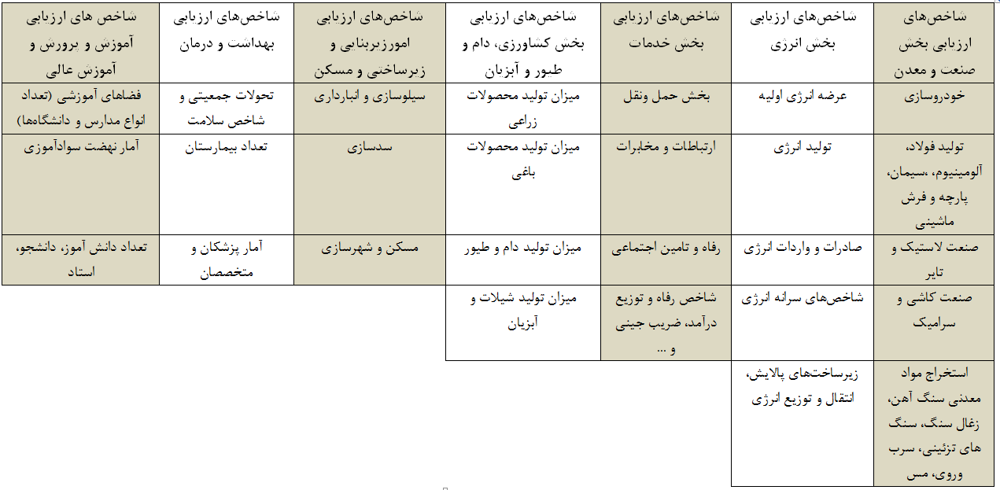 شاخص‌های
ارزیابی بخش
صنعت و معدن
شاخص‌های ارزیابی
بخش انرژی
شاخص‌های ارزیابی
بخش خدمات
شاخص‌های ارزیابی
بخش کشاورزی، دام و
طیور و آبزیان
شاخص‌های ارزیابی
امورزیربنایی و
زیرساختی و مسکن
شاخص‌های ارزیابی
بهداشت و درمان
شاخص های ارزیابی
آموزش و پرورش و
آموزش عالی
خودروسازی
عرضه انرژی اولیه
بخش حمل ونقل
میزان تولید محصولات
زراعی
سیلوسازی و انبارداری
تحولات جمعیتی و
شاخص سلامت
فضاهای آموزشی (تعداد
انواع مدارس و دانشگاه‌ها)
تولید فولاد،
آلومینیوم، ،سیمان،
پارچه و فرش
ماشینی
تولید انرژی
ارتباطات و مخابرات
میزان تولید محصولات
باغی
سدسازی
تعداد بیمارستان
آمار نهضت سوادآموزی
صنعت لاستیک و
تایر
صادرات و واردات انرژی
رفاه و تامین اجتماعی
میزان تولید دام و طیور
مسکن و شهرسازی
آمار پزشکان و
متخصصان
تعداد دانش آموز، دانشجو،
استاد
صنعت کاشی و
سرامیک
شاخص‌های سرانه انرژی
شاخص رفاه و توزیع
درآمد، ضریب جینی
و ...
میزان تولید شیلات و
آبزیان
استخراج مواد
معدنی سنگ آهن،
زغال سنگ، سنگ
های تزئینی، سرب
وروی، مس
زیرساخت‌های پالایش،
انتقال و توزیع انرژی